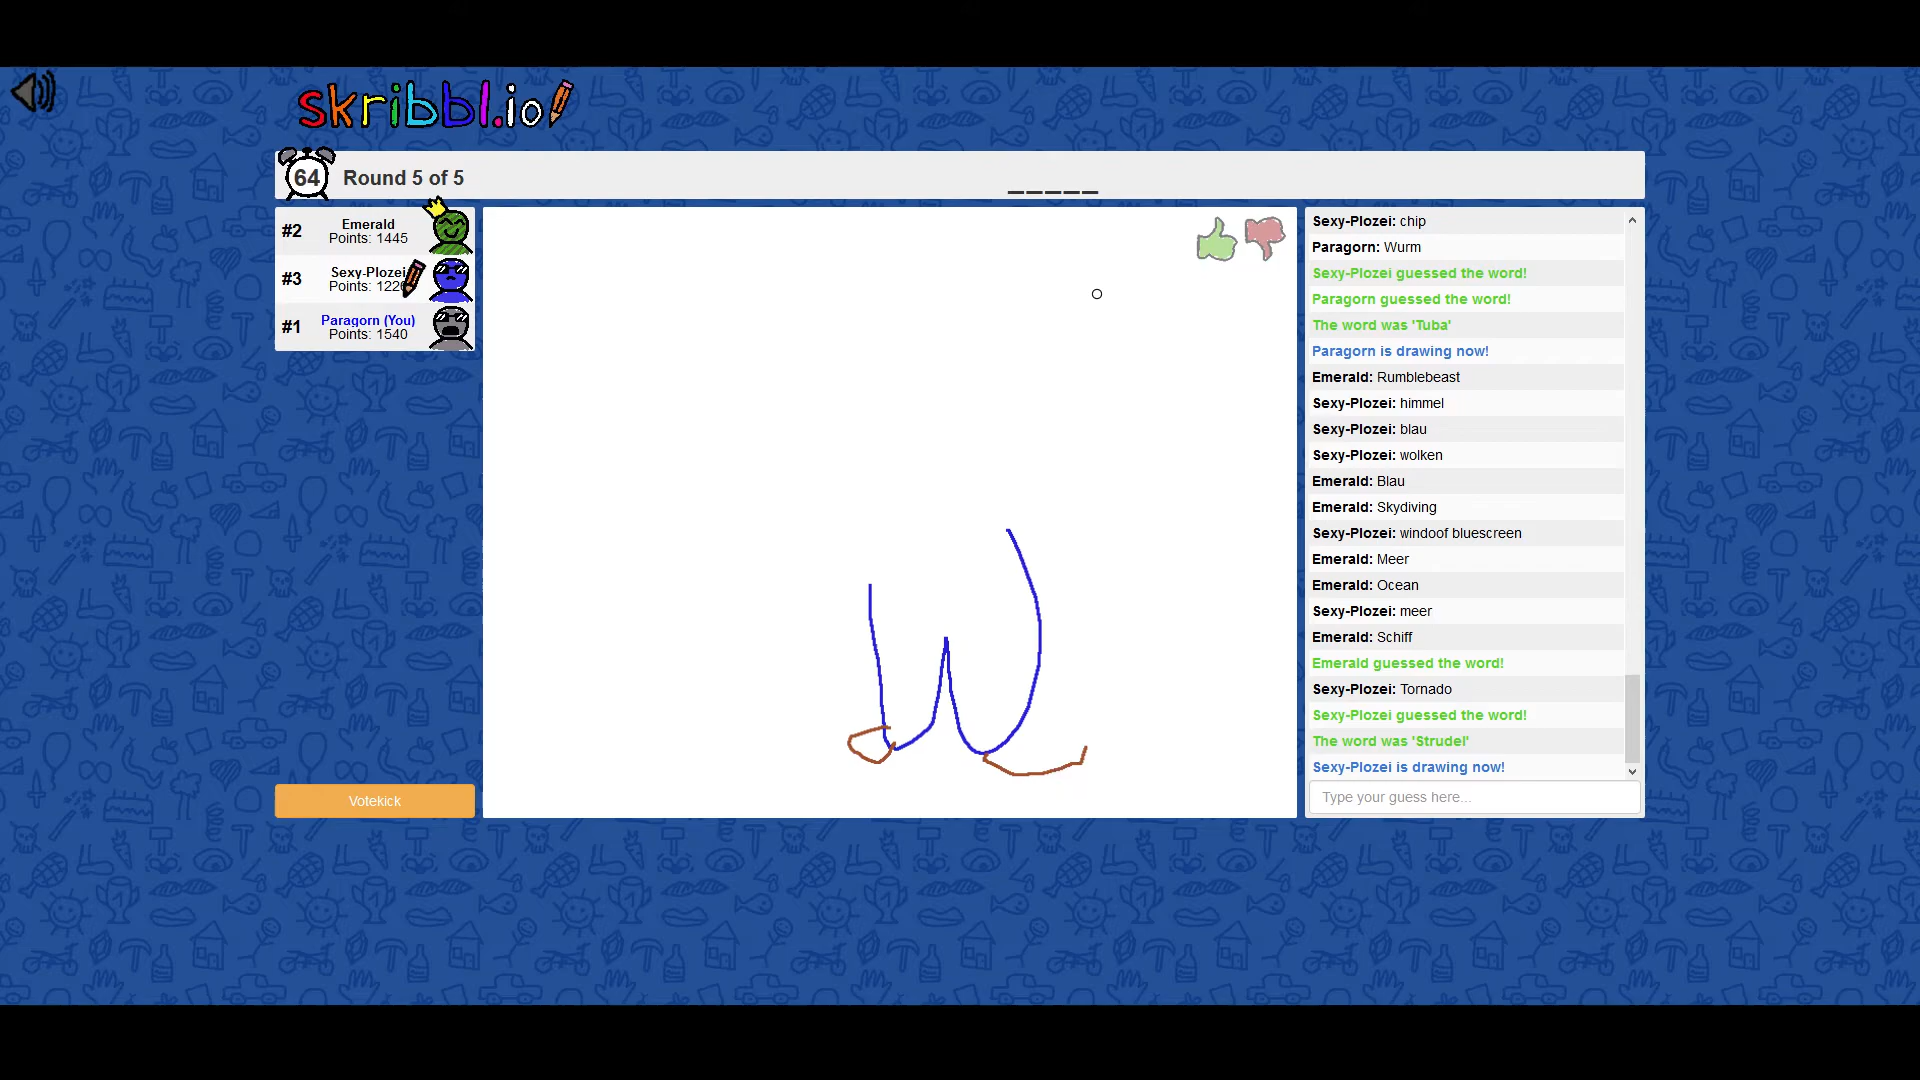 skribbl.io
64
Round 5 of 5
_____
#2
Emerald
Points: 1445
#3
Sexy-Plozei
Points: 122
#1
Paragorn (You)
Points: 1540
Votekick
Sexy-Plozei: chip
Paragorn: Wurm
Sexy-Plozei guessed the word!
Paragorn guessed the word!
The word was 'Tuba'
Paragorn is drawing now!
Emerald: Rumblebeast
Sexy-Plozei: himmel
Sexy-Plozei: blau
Sexy-Plozei: wolken
Emerald: Blau
Emerald: Skydiving
Sexy-Plozei: windoof bluescreen
Emerald: Meer
Emerald: Ocean
Sexy-Plozei: meer
Emerald: Schiff
Emerald guessed the word!
Sexy-Plozei: Tornado
Sexy-Plozei guessed the word!
The word was 'Strudel'
Sexy-Plozei is drawing now!
Type your guess here...